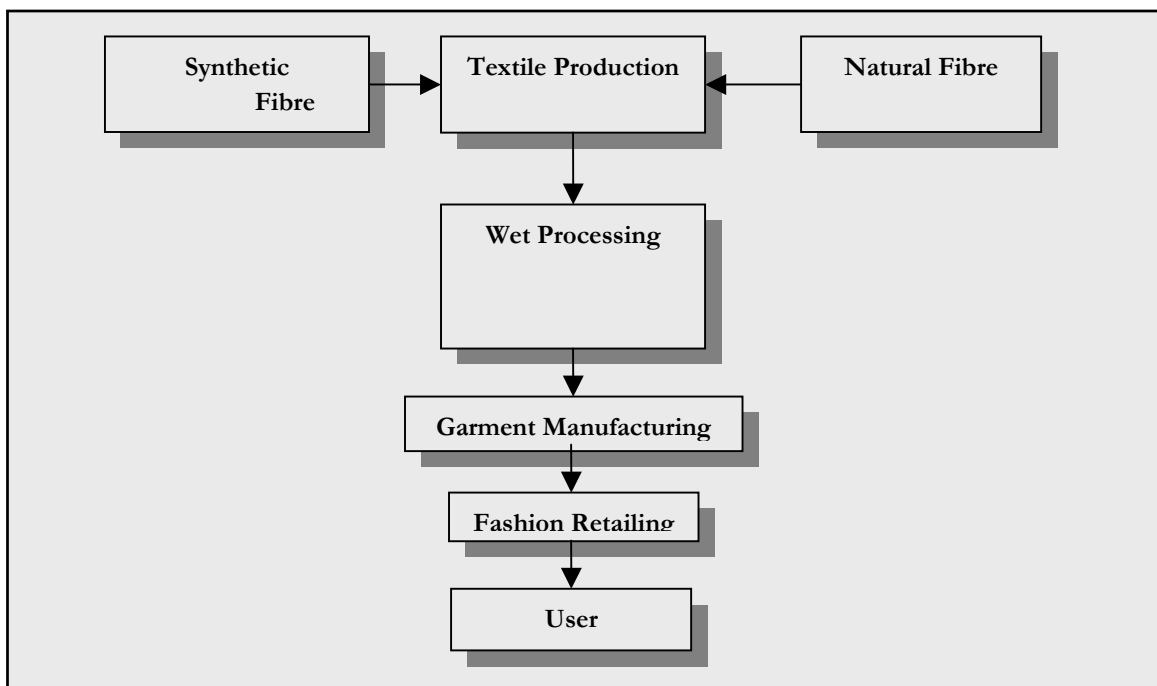 Synthetic
Fibre
Textile Production
Natural Fibre
Wet Processing
Garment Manufacturing
Fashion Retailing
User